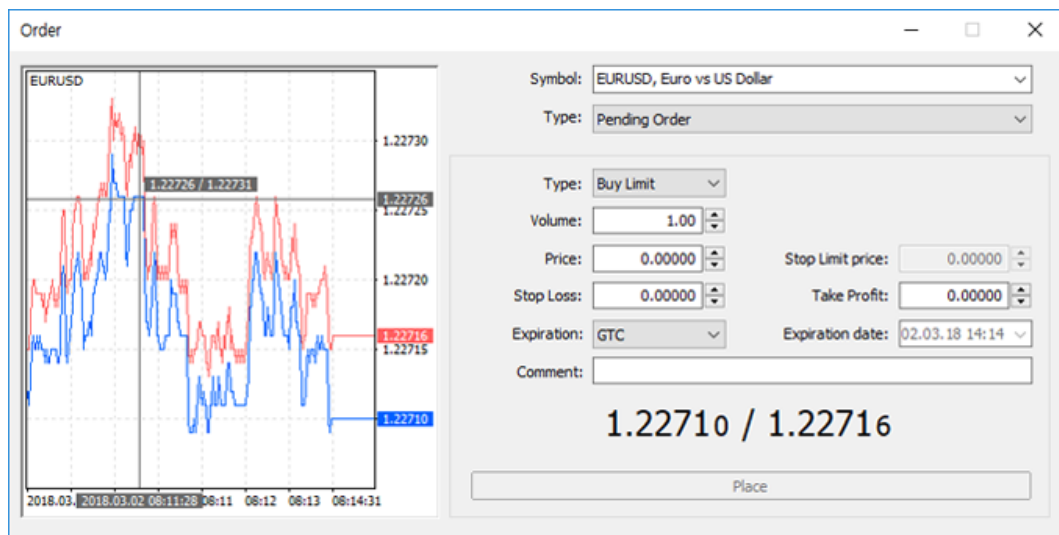 Order
EURUSD
1.22730
1.22726 / 1.22731
1.22726
1.22725
1.22720
1.22716
1.22715
1.22710
2018.03. 2018.03.02 08:11:28 08:11 08:12 08:13 08:14:31
Symbol: EURUSD, Euro vs US Dollar
Type: Pending Order
Type: Buy Limit
Volume: 1.00
Price: 0.00000 Stop Limit price: 0.00000
Stop Loss: 0.00000 Take Profit: 0.00000
Expiration: GTC Expiration date: 02.03.18 14:14
Comment:
1.22710 / 1.22716
Place